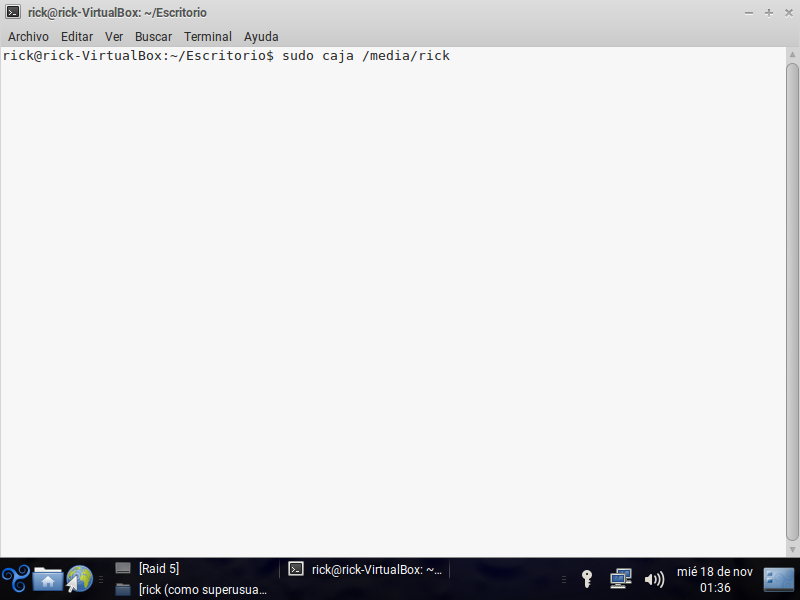 rick@rick-VirtualBox: ~/Escritorio
Archivo Editar Ver Buscar Terminal Ayuda
rick@rick-VirtualBox:~/Escritorio$ sudo caja /media/rick
[Raid 5]
[rick (como superusua...
rick@rick-VirtualBox: ~...
mié 18 de nov
01:36